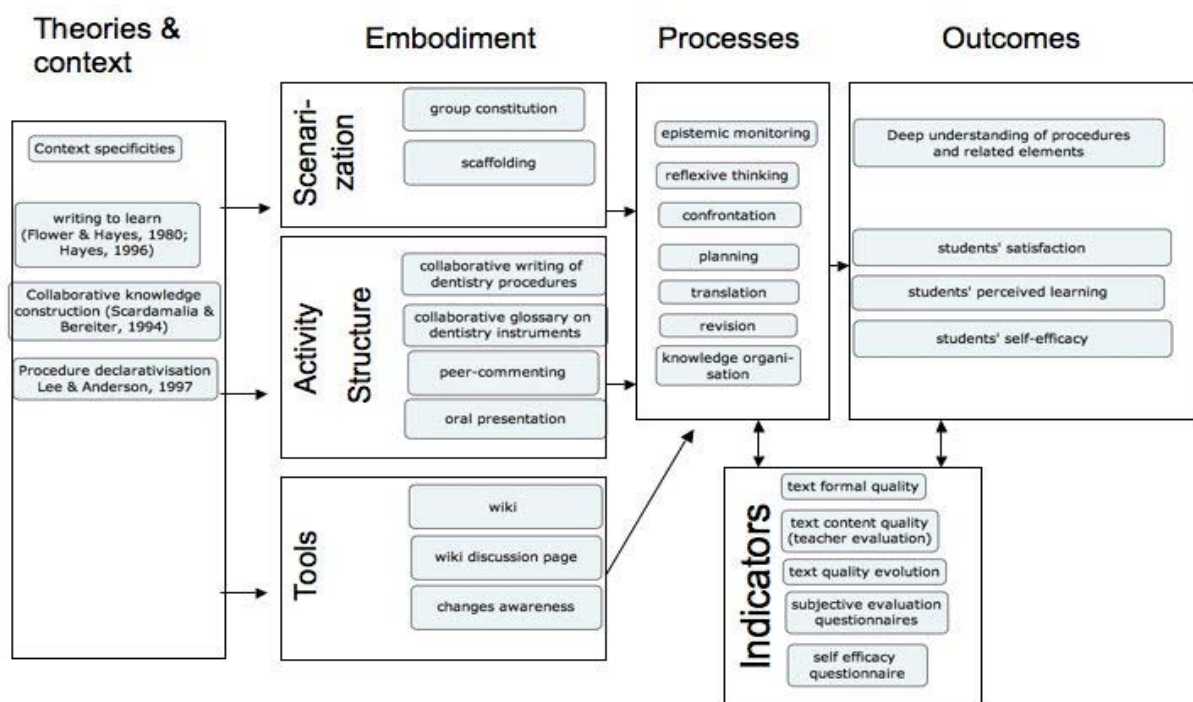 Theories &
context
Embodiment
Processes
Outcomes
Context specificities
writing to learn
(Flower & Hayes, 1980;
Hayes, 1996)
Collaborative knowledge
construction (Scardamalia &
Bereiter, 1994)
Procedure declarativisation
Lee & Anderson, 1997
Scenari-
zation
group constitution
scaffolding
Activity
Structure
collaborative writing of
dentistry procedures
collaborative glossary on
dentistry instruments
peer-commenting
oral presentation
Tools
wiki
wiki discussion page
changes awareness
epistemic monitoring
reflexive thinking
confrontation
planning
translation
revision
knowledge organi-
sation
Deep understanding of procedures
and related elements
students' satisfaction
students' perceived learning
students' self-efficacy
Indicators
text formal quality
text content quality
(teacher evaluation)
text quality evolution
subjective evaluation
questionnaires
self efficacy
questionnaire